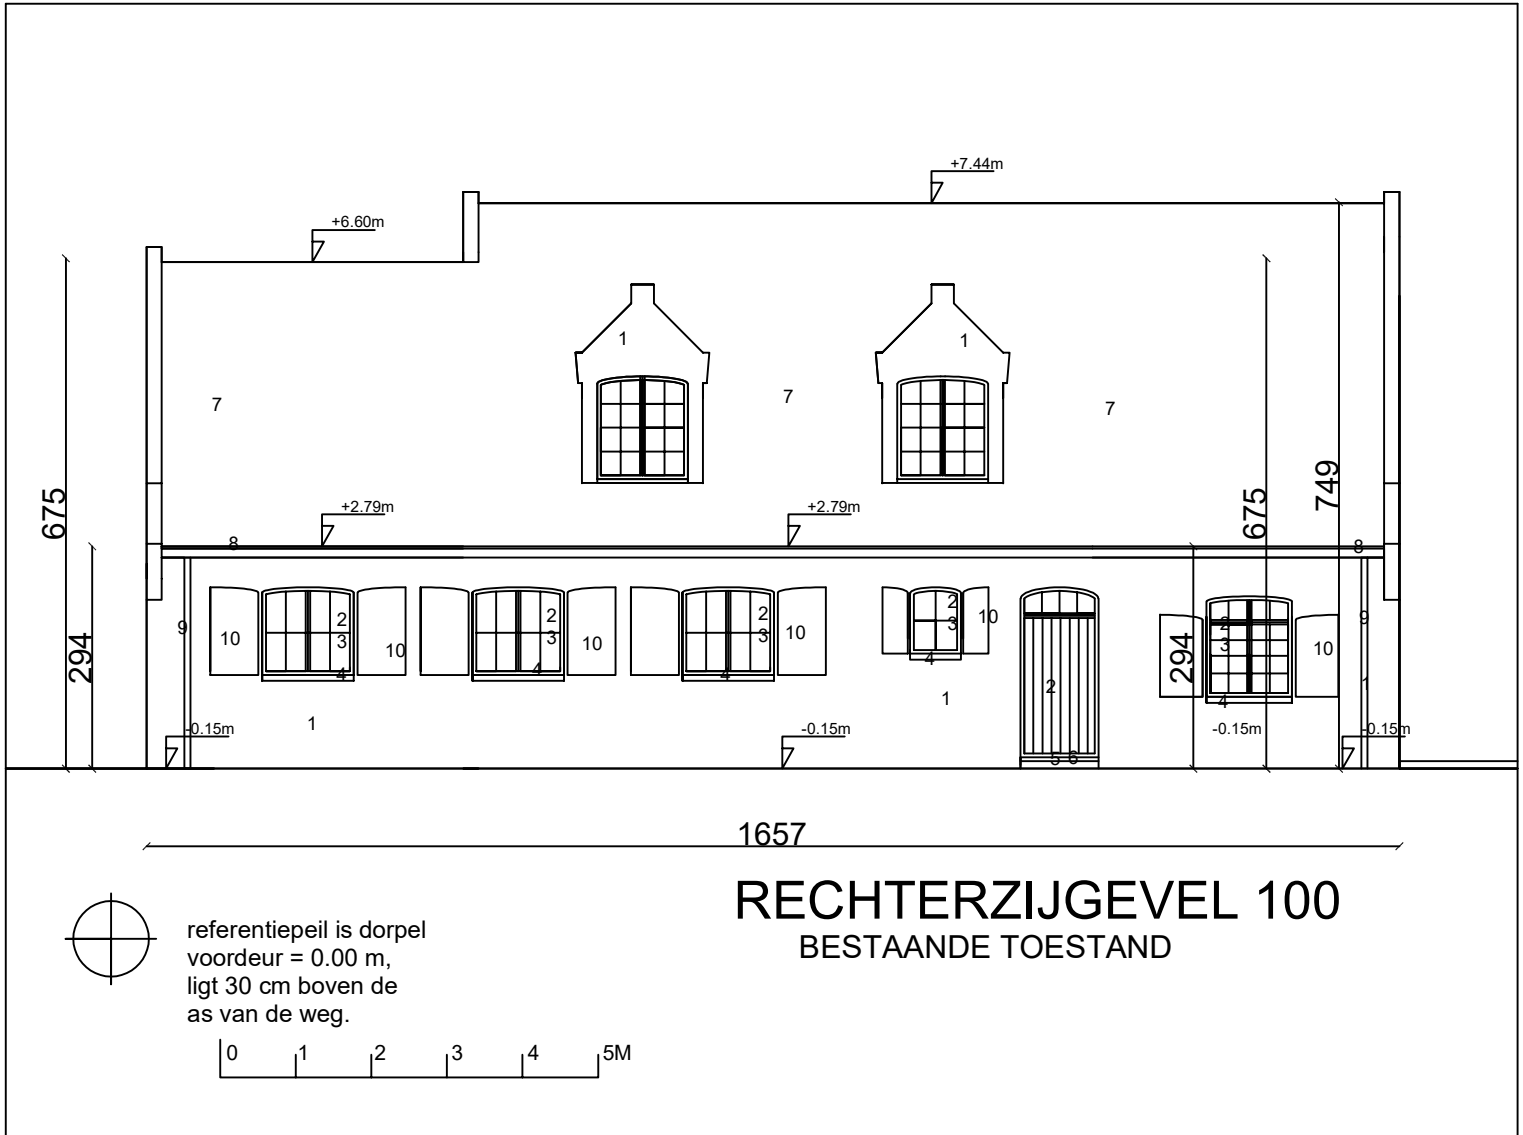 +7.44m
+6.60m
1
1
7
7
7
675
675
749
+2.79m
+2.79m
8
8
9
10
2
3
4
10
2
3
4
10
2
3
4
10
2
3
4
10
2
5 6
2
3
4
10
9
1
294
294
1
1
-0.15m
-0.15m
-0.15m
-0.15m
1657
RECHTERZIJGEVEL 100
BESTAANDE TOESTAND
referentiepeil is dorpel
voordeur = 0.00 m,
ligt 30 cm boven de
as van de weg.
0 1 2 3 4 5M